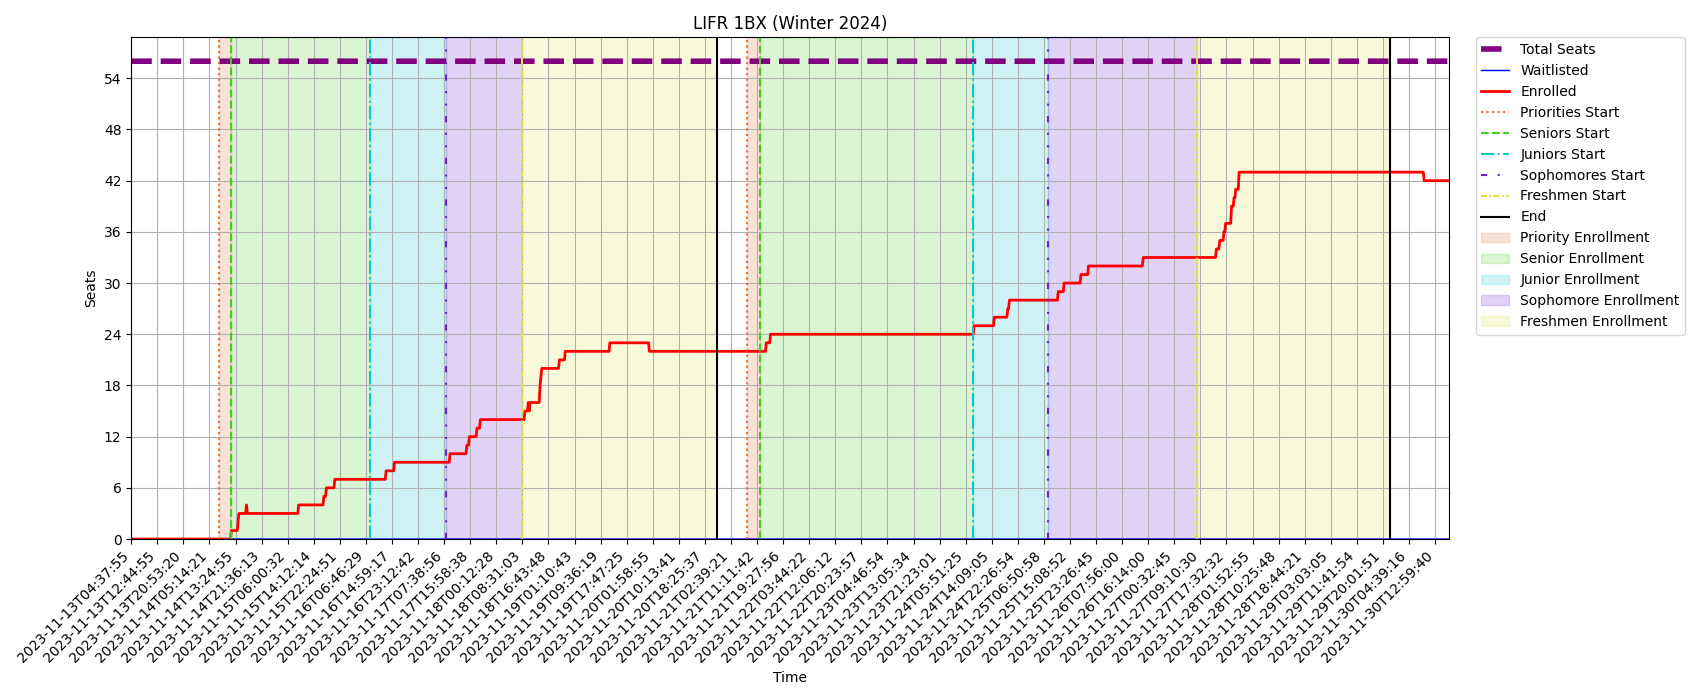 LIFR 1BX (Winter 2024)
Total Seats
Waitlisted
Enrolled
Priorities Start
Seniors Start
Juniors Start
Sophomores Start
Freshmen Start
End
Priority Enrollment
Senior Enrollment
Junior Enrollment
Sophomore Enrollment
Freshmen Enrollment
Seats
54
48
42
36
30
24
18
12
6
0
2023-11-13T04:37:55
2023-11-13T12:44:55
2023-11-13T20:53:20
2023-11-14T05:14:21
2023-11-14T13:24:55
2023-11-14T21:36:13
2023-11-15T06:00:32
2023-11-15T14:12:14
2023-11-15T22:24:51
2023-11-16T06:46:29
2023-11-16T14:59:17
2023-11-16T23:12:42
2023-11-17T07:38:56
2023-11-17T15:58:38
2023-11-18T00:12:28
2023-11-18T08:31:03
2023-11-18T16:43:48
2023-11-19T01:10:43
2023-11-19T09:36:19
2023-11-19T17:47:25
2023-11-20T01:58:55
2023-11-20T10:13:41
2023-11-20T18:25:37
2023-11-21T02:39:21
2023-11-21T11:11:42
2023-11-21T19:27:56
2023-11-22T03:44:22
2023-11-22T12:06:12
2023-11-22T20:23:57
2023-11-23T04:46:54
2023-11-23T13:05:34
2023-11-23T21:23:01
2023-11-24T05:51:25
2023-11-24T14:09:05
2023-11-24T22:26:54
2023-11-25T06:50:58
2023-11-25T15:08:52
2023-11-25T23:26:45
2023-11-26T07:56:00
2023-11-26T16:14:00
2023-11-27T00:32:45
2023-11-27T09:10:30
2023-11-27T17:32:32
2023-11-28T01:52:55
2023-11-28T10:25:48
2023-11-28T18:44:21
2023-11-29T03:03:05
2023-11-29T11:41:54
2023-11-29T20:01:51
2023-11-30T04:39:16
2023-11-30T12:59:40
Time